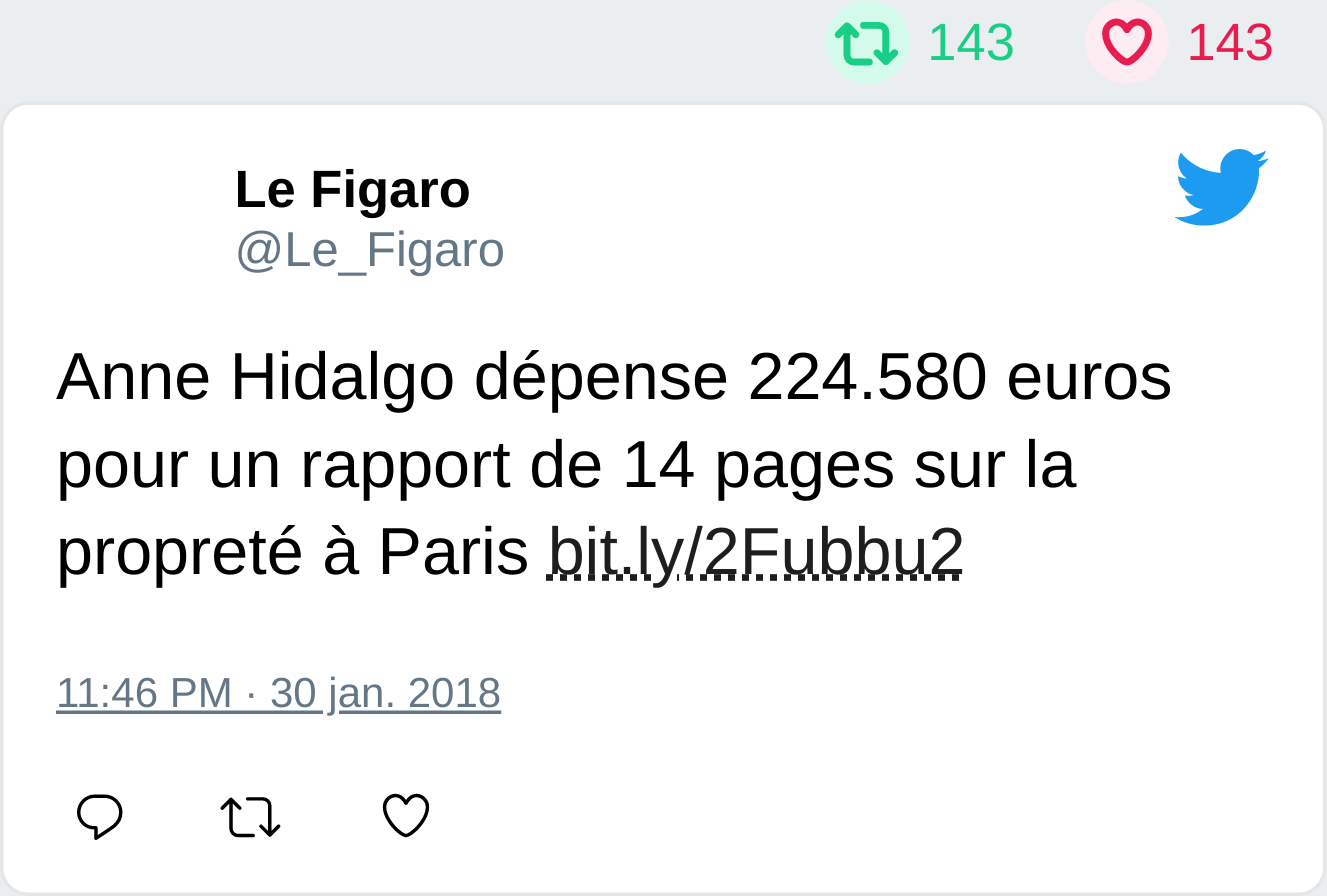 143 143
Le Figaro
@Le_Figaro
Anne Hidalgo dépense 224.580 euros
pour un rapport de 14 pages sur la
propreté à Paris bit.ly/2Fubbu2
11:46 PM · 30 jan. 2018